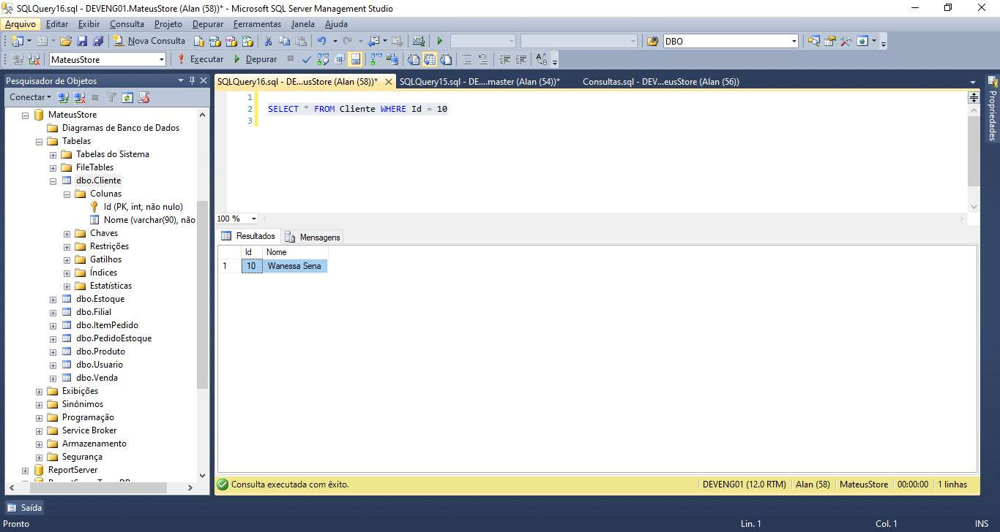 SQLQuery16.sql - DEVENG01.MateusStore (Alan (58))* - Microsoft SQL Server Management Studio
Arquivo Editar Exibir Consulta Projeto Depurar Ferramentas Janela Ajuda
Nova Consulta DBO
MateusStore Executar Depurar
Pesquisador de Objetos
Conectar
MateusStore
Diagramas de Banco de Dados
Tabelas
Tabelas do Sistema
FileTables
dbo.Cliente
Colunas
Id (PK, int, não nulo)
Nome (varchar(90), não
Chaves
Restrições
Gatilhos
Índices
Estatísticas
dbo.Estoque
dbo.Filial
dbo.ItemPedido
dbo.PedidoEstoque
dbo.Produto
dbo.Usuario
dbo.Venda
Exibições
Sinônimos
Programação
Service Broker
Armazenamento
Segurança
ReportServer
SQLQuery16.sql - DE...usStore (Alan (58))* SQLQuery15.sql - DE....master (Alan (54))* Consultas.sql - DEV...eusStore (Alan (56))
1
2 SELECT * FROM Cliente WHERE Id = 10
3
100 %
Resultados Mensagens
Id Nome
1 10 Wanessa Sena
Consulta executada com êxito. DEVENG01 (12.0 RTM) Alan (58) MateusStore 00:00:00 1 linhas
Propriedades
Saída
Pronto Lin. 1 Col. 1 INS